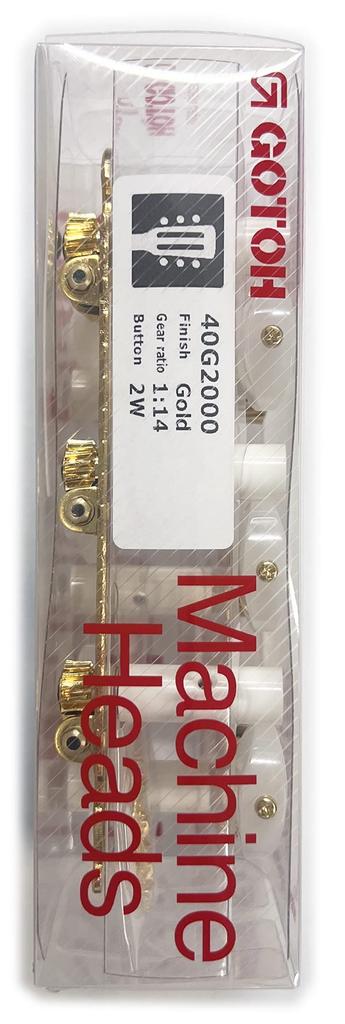 GOTOH
40G2000
Finish Gold
Gear ratio 1:14
Button 2W
Machine
Heads